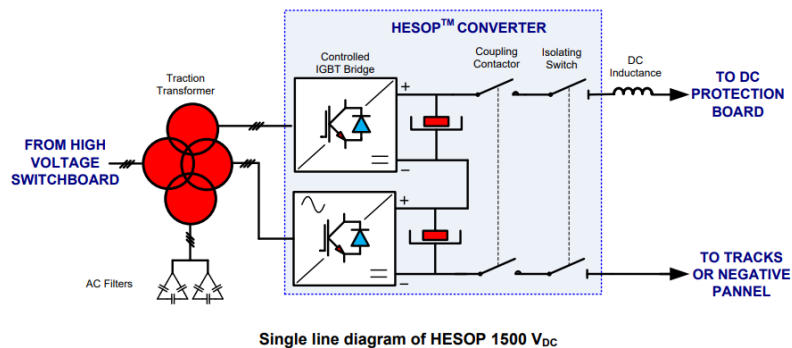 HESOP™ CONVERTER
Traction
Transformer
Controlled
IGBT Bridge
Coupling
Contactor
Isolating
Switch
DC
Inductance
FROM HIGH
VOLTAGE
SWITCHBOARD
+
−
+
−
TO DC
PROTECTION
BOARD
TO TRACKS
OR NEGATIVE
PANNEL
AC Filters
Single line diagram of HESOP 1500 VDC